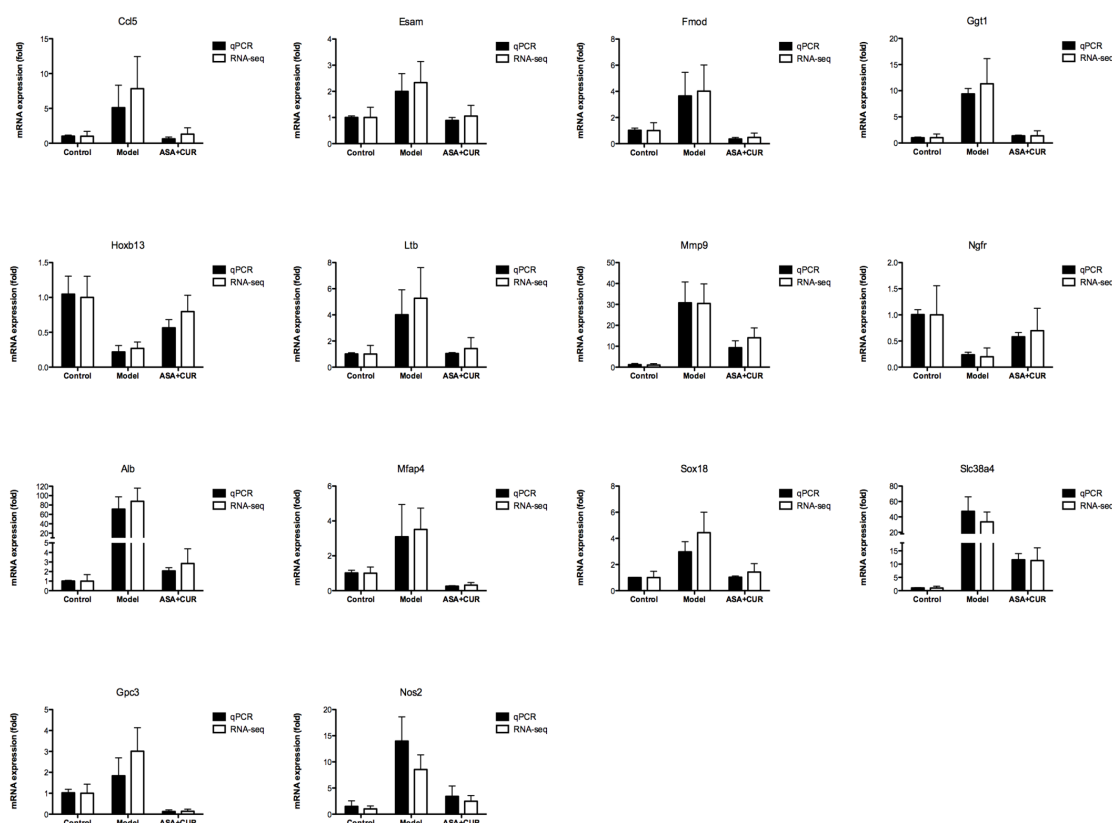 Ccl5
mRNA expression (fold)
15
10
5
0
Control Model ASA+CUR
qPCR
RNA-seq
Esam
mRNA expression (fold)
4
3
2
1
0
Control Model ASA+CUR
qPCR
RNA-seq
Fmod
mRNA expression (fold)
8
6
4
2
0
Control Model ASA+CUR
qPCR
RNA-seq
Ggt1
mRNA expression (fold)
20
15
10
5
0
Control Model ASA+CUR
qPCR
RNA-seq
Hoxb13
mRNA expression (fold)
1.5
1.0
0.5
0.0
Control Model ASA+CUR
qPCR
RNA-seq
Ltb
mRNA expression (fold)
8
6
4
2
0
Control Model ASA+CUR
qPCR
RNA-seq
Mmp9
mRNA expression (fold)
50
40
30
20
10
0
Control Model ASA+CUR
qPCR
RNA-seq
Ngfr
mRNA expression (fold)
2.0
1.5
1.0
0.5
0.0
Control Model ASA+CUR
qPCR
RNA-seq
Alb
mRNA expression (fold)
120
100
80
60
40
20
5
4
3
2
1
0
Control Model ASA+CUR
qPCR
RNA-seq
Mfap4
mRNA expression (fold)
6
4
2
0
Control Model ASA+CUR
qPCR
RNA-seq
Sox18
mRNA expression (fold)
8
6
4
2
0
Control Model ASA+CUR
qPCR
RNA-seq
Slc38a4
mRNA expression (fold)
80
60
40
20
15
10
5
0
Control Model ASA+CUR
qPCR
RNA-seq
Gpc3
mRNA expression (fold)
5
4
3
2
1
0
Control Model ASA+CUR
qPCR
RNA-seq
Nos2
mRNA expression (fold)
20
15
10
5
0
Control Model ASA+CUR
qPCR
RNA-seq